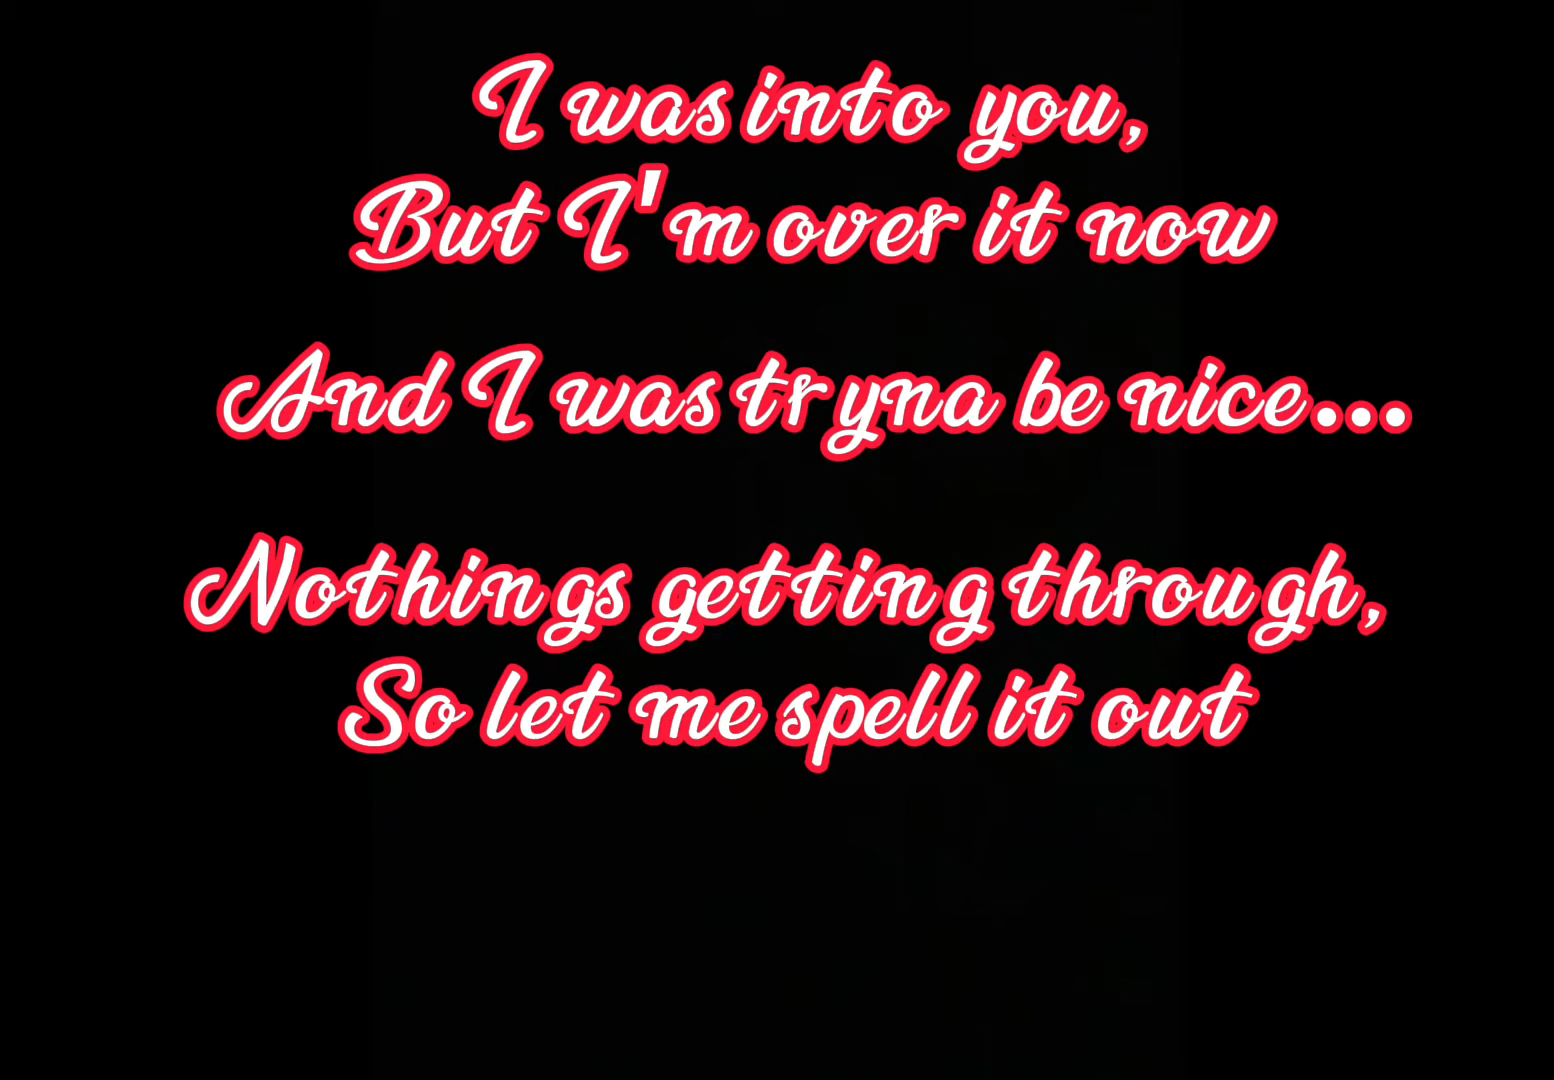 I was into you,
But I'm over it now
And I was tryna be nice...
Nothings getting through,
So let me spell it out